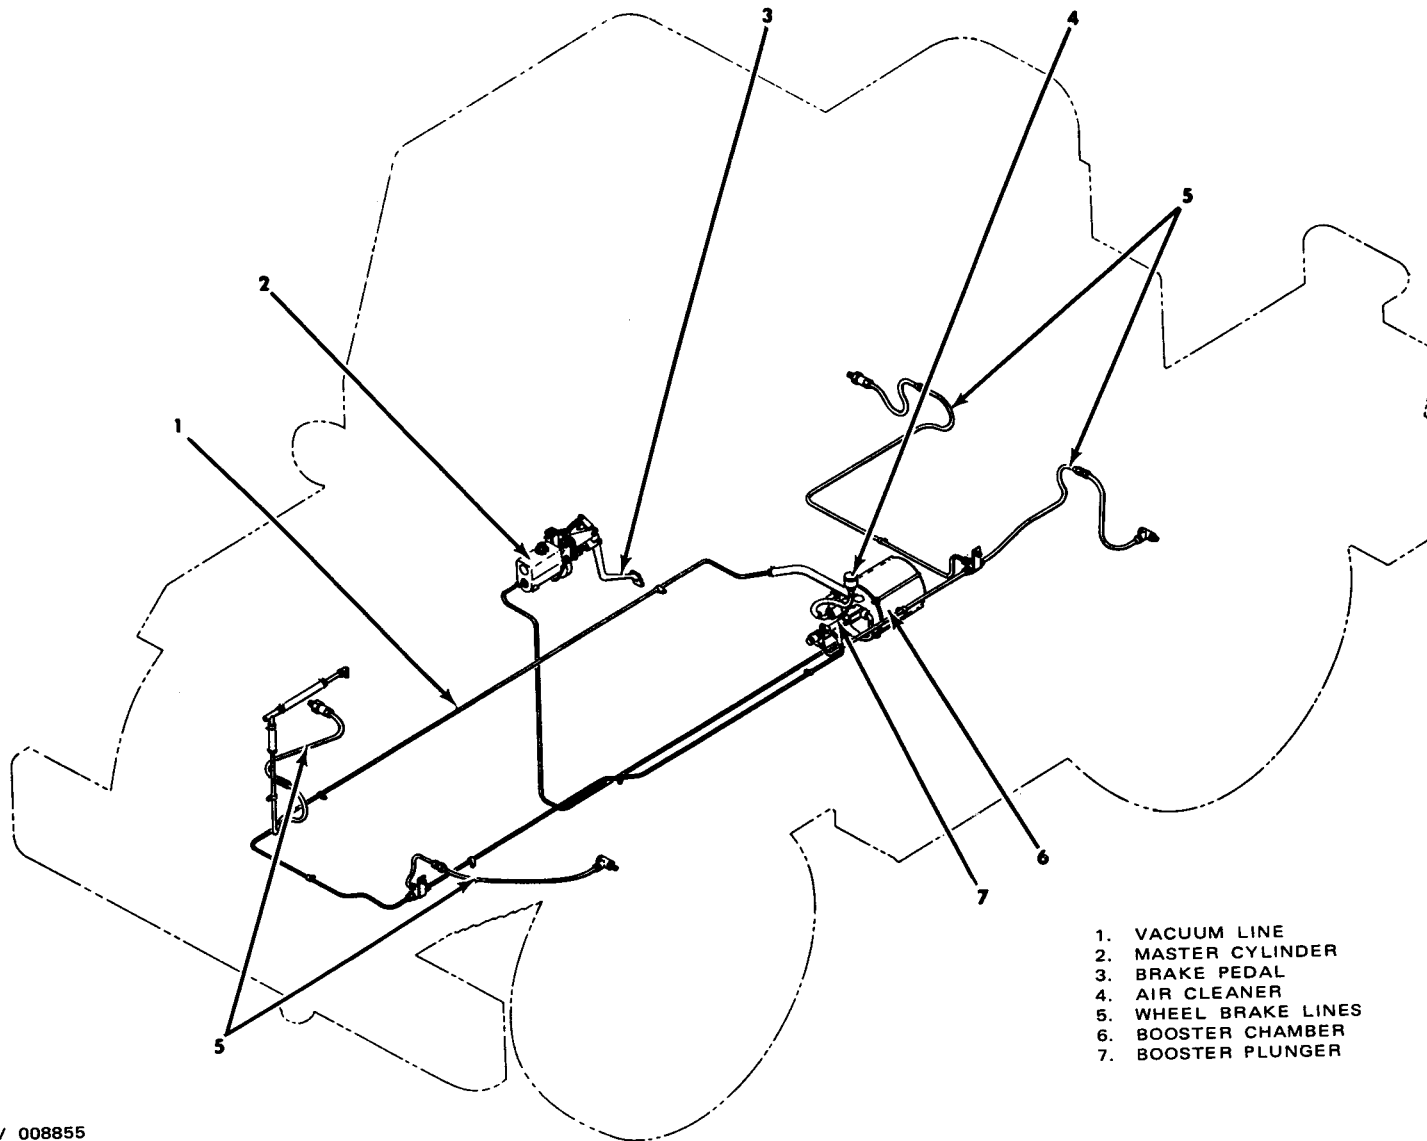 3
4
5
2
1
6
7
5
1. VACUUM LINE
2. MASTER CYLINDER
3. BRAKE PEDAL
4. AIR CLEANER
5. WHEEL BRAKE LINES
6. BOOSTER CHAMBER
7. BOOSTER PLUNGER
008855